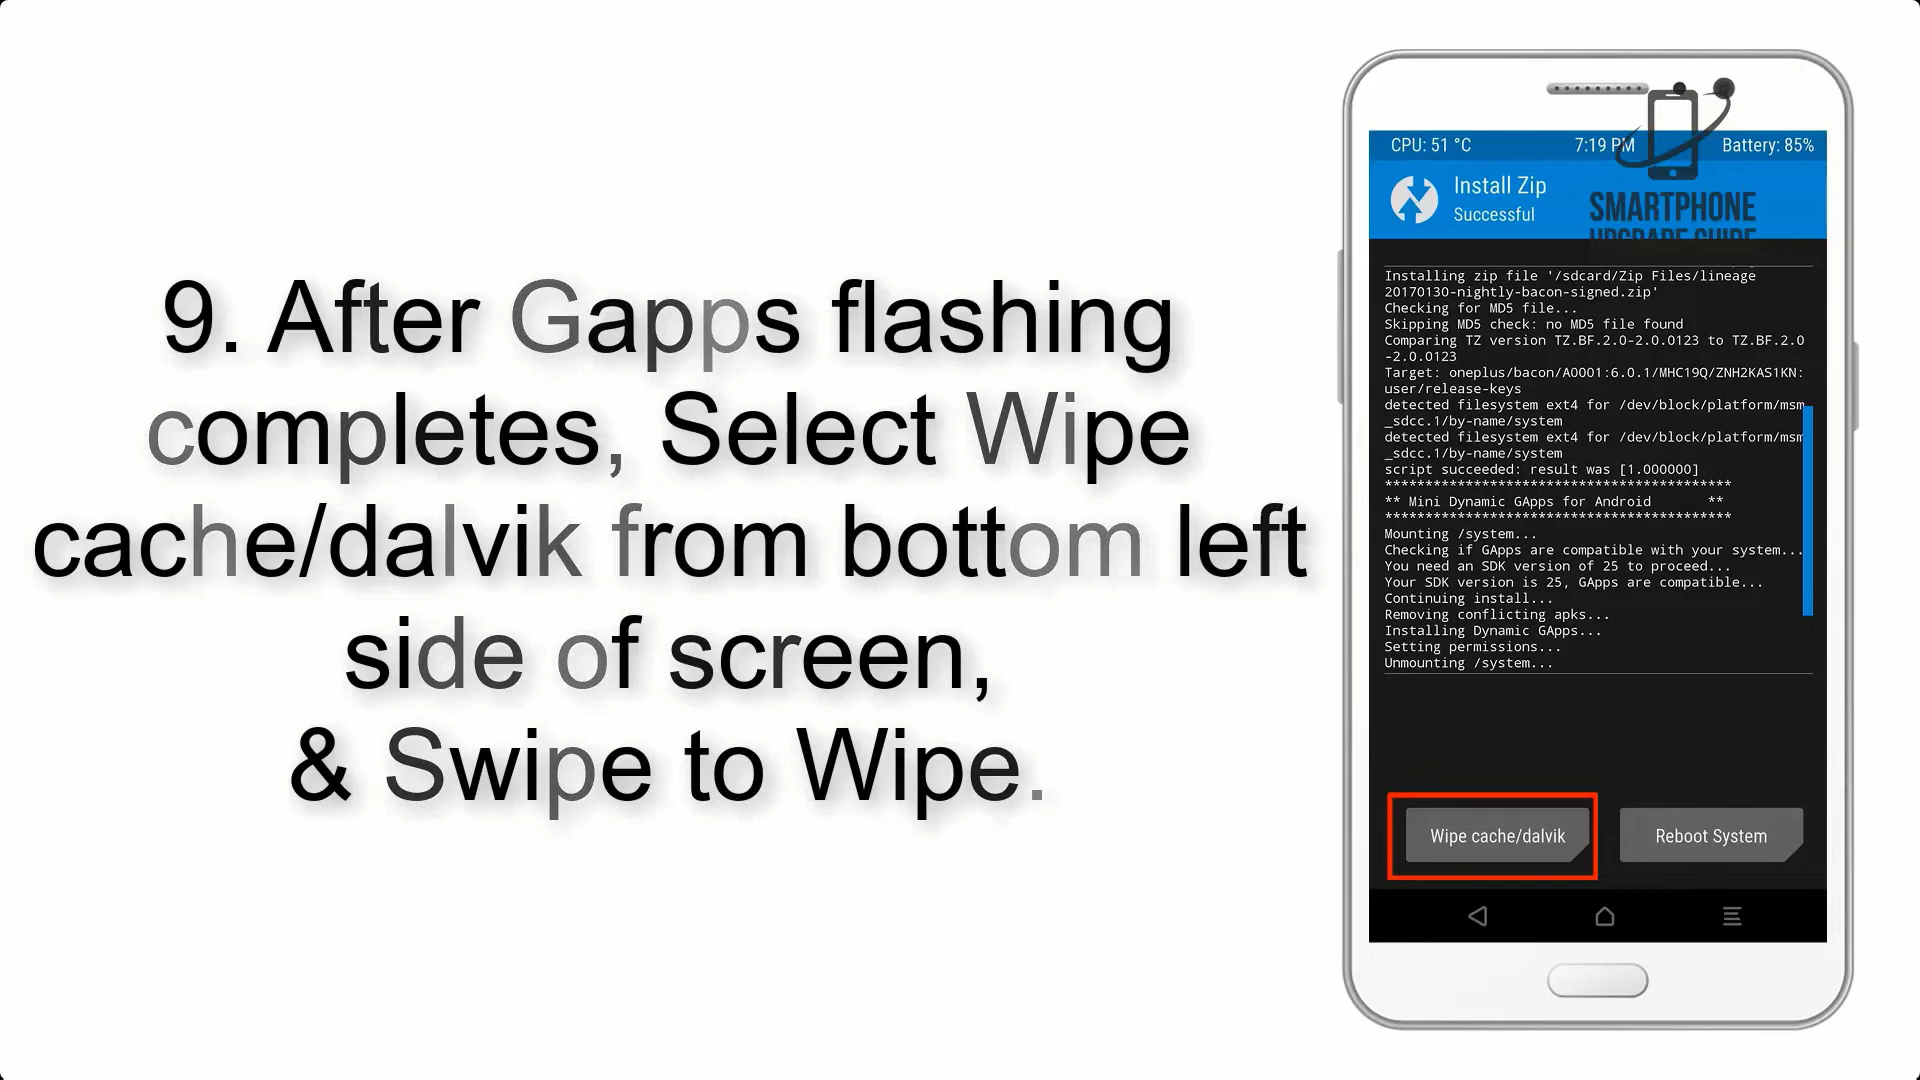 9. After Gapps flashing
completes, Select Wipe
cache/dalvik from bottom left
side of screen,
& Swipe to Wipe.
CPU: 51 °C 7:19 PM Battery: 85%
Install Zip
Successful
SMARTPHONE
UPGRADE GUIDE
Installing zip file '/sdcard/Zip Files/lineage
20170130-nightly-bacon-signed.zip'
Checking for MD5 file...
Skipping MD5 check: no MD5 file found
Comparing TZ version TZ.BF.2.0-2.0.0123 to TZ.BF.2.0
-2.0.0123
Target: oneplus/bacon/A0001:6.0.1/MHC19Q/ZNH2KAS1KN:
user/release-keys
detected filesystem ext4 for /dev/block/platform/msm
_sdcc.1/by-name/system
detected filesystem ext4 for /dev/block/platform/msm
_sdcc.1/by-name/system
script succeeded: result was [1.000000]
*******************************************
** Mini Dynamic GApps for Android **
*******************************************
Mounting /system...
Checking if GApps are compatible with your system...
You need an SDK version of 25 to proceed...
Your SDK version is 25, GApps are compatible...
Continuing install...
Removing conflicting apks...
Installing Dynamic GApps...
Setting permissions...
Unmounting /system...
Wipe cache/dalvik
Reboot System